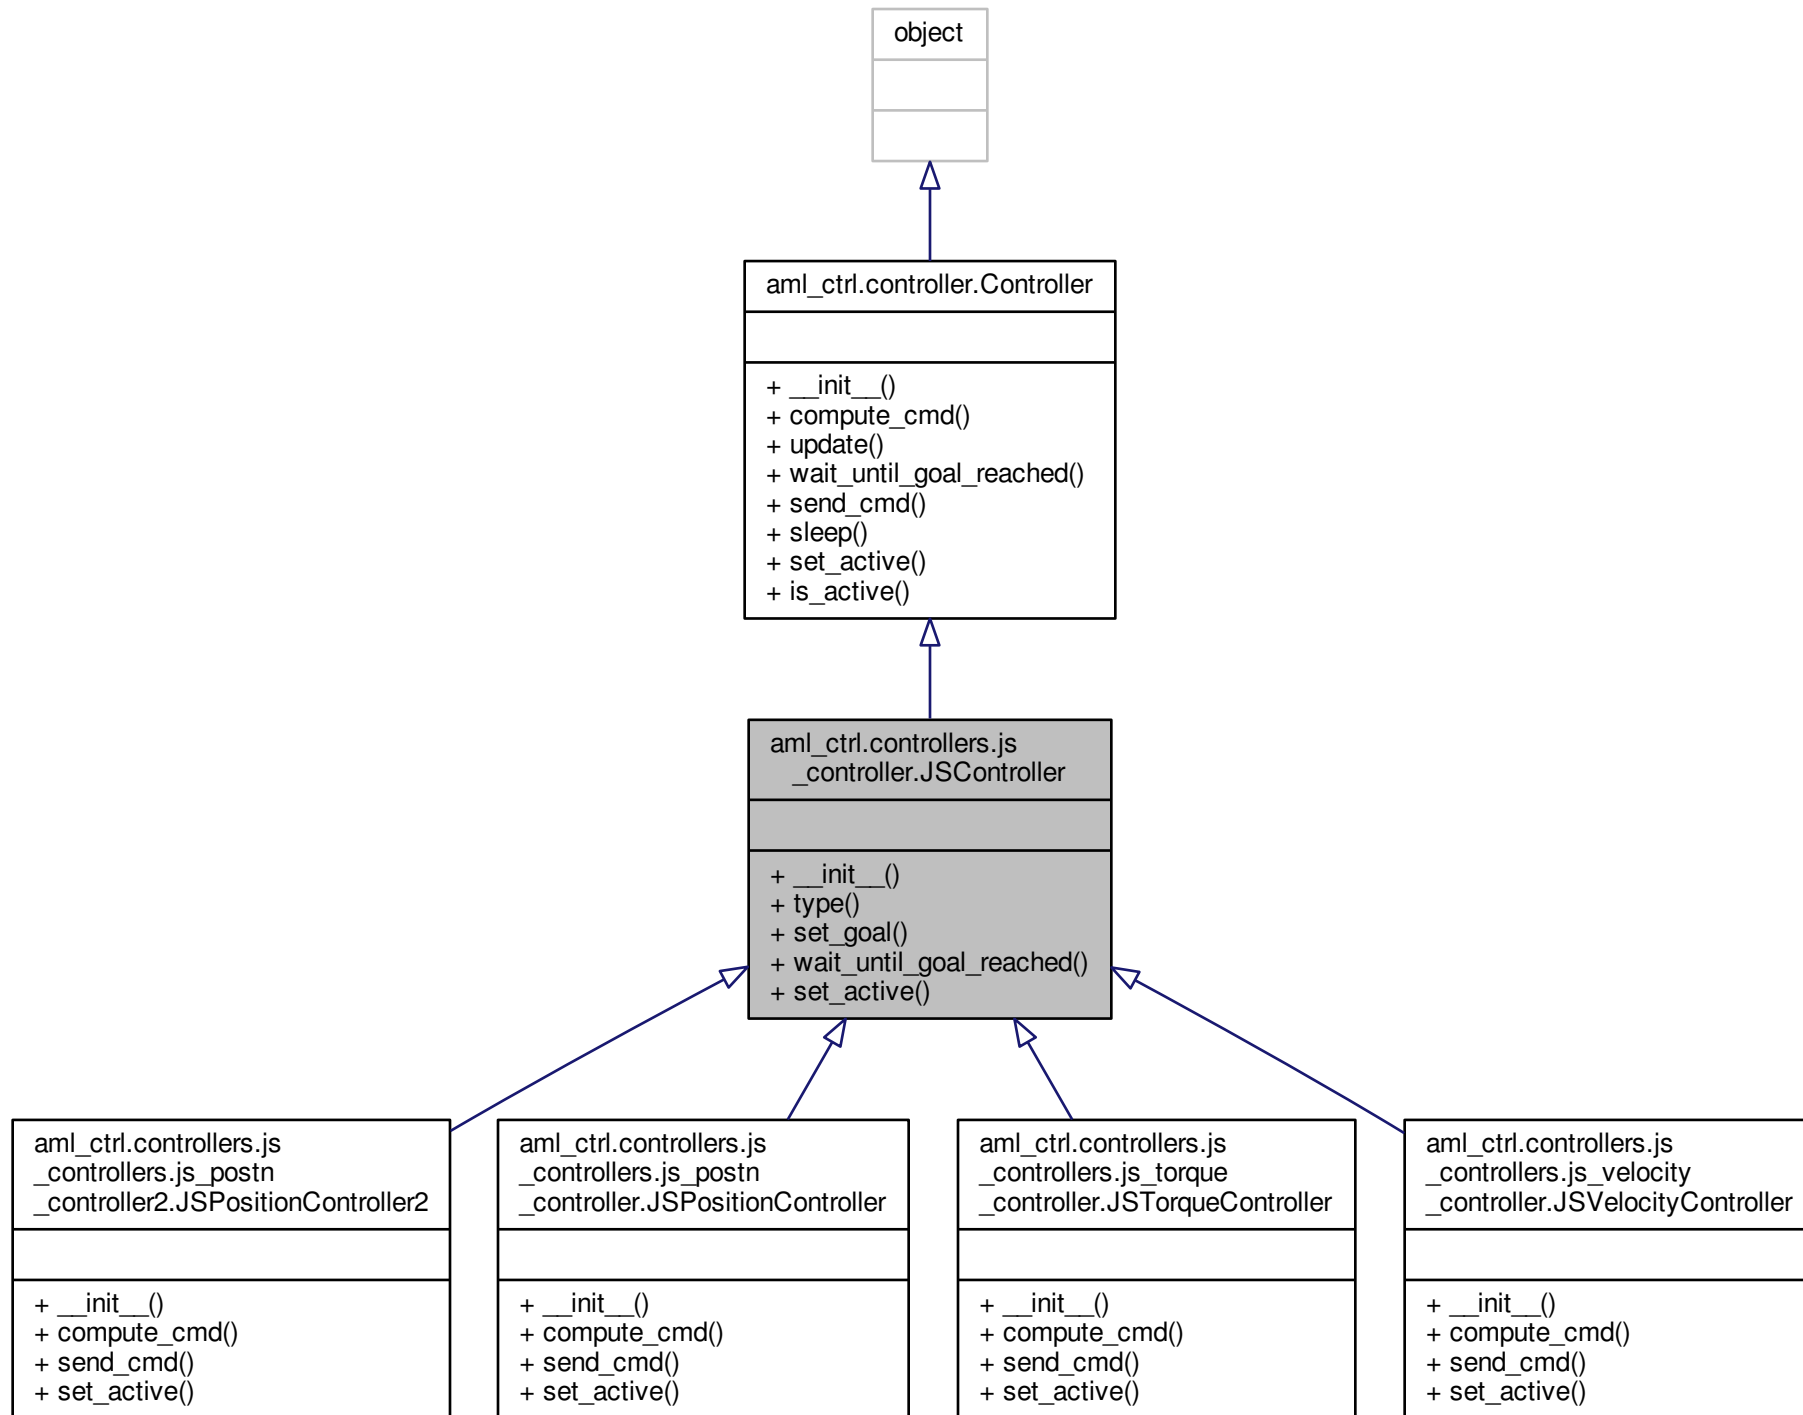 object
aml_ctrl.controller.Controller
+ __init__()
+ compute_cmd()
+ update()
+ wait_until_goal_reached()
+ send_cmd()
+ sleep()
+ set_active()
+ is_active()
aml_ctrl.controllers.js
_controller.JSController
+ __init__()
+ type()
+ set_goal()
+ wait_until_goal_reached()
+ set_active()
aml_ctrl.controllers.js
_controllers.js_postn
_controller2.JSPositionController2
+ __init__()
+ compute_cmd()
+ send_cmd()
+ set_active()
aml_ctrl.controllers.js
_controllers.js_postn
_controller.JSPositionController
+ __init__()
+ compute_cmd()
+ send_cmd()
+ set_active()
aml_ctrl.controllers.js
_controllers.js_torque
_controller.JSTorqueController
+ __init__()
+ compute_cmd()
+ send_cmd()
+ set_active()
aml_ctrl.controllers.js
_controllers.js_velocity
_controller.JSVelocityController
+ __init__()
+ compute_cmd()
+ send_cmd()
+ set_active()